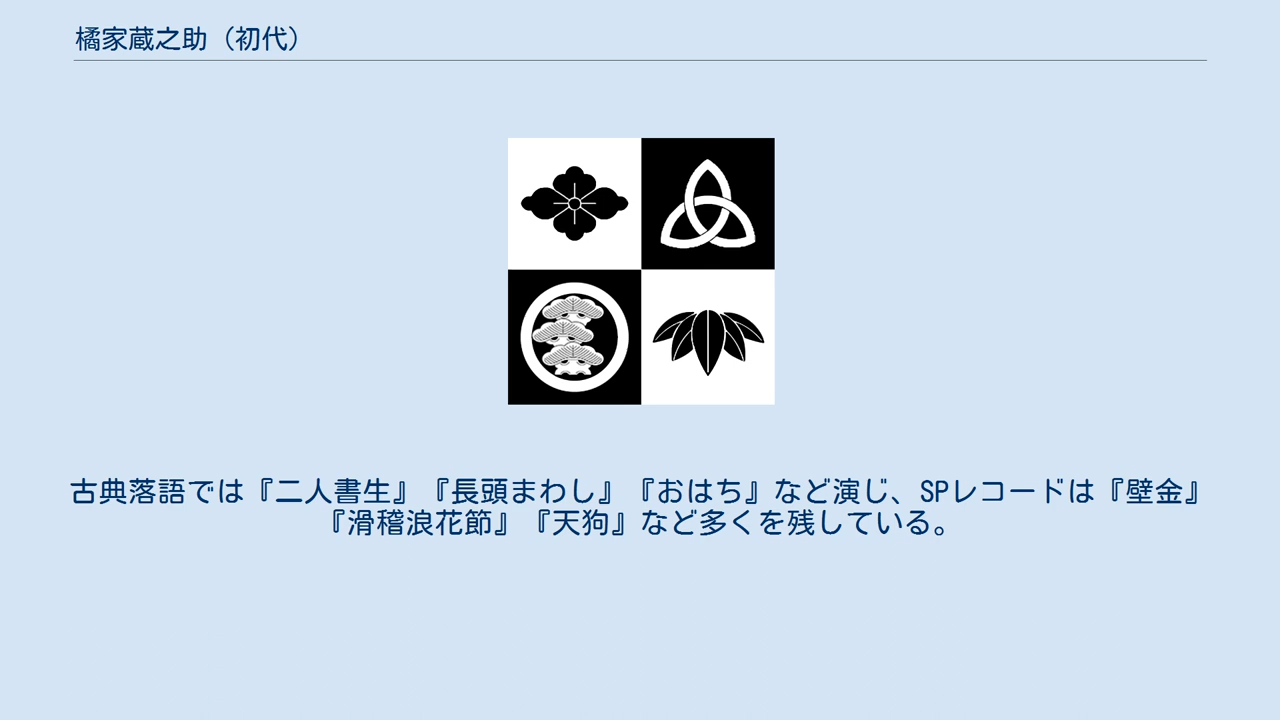 橘家蔵之助（初代）
古典落語では『二人書生』『長頭まわし』『おはち』など演じ、SPレコードは『壁金』
『滑稽浪花節』『天狗』など多くを残している。